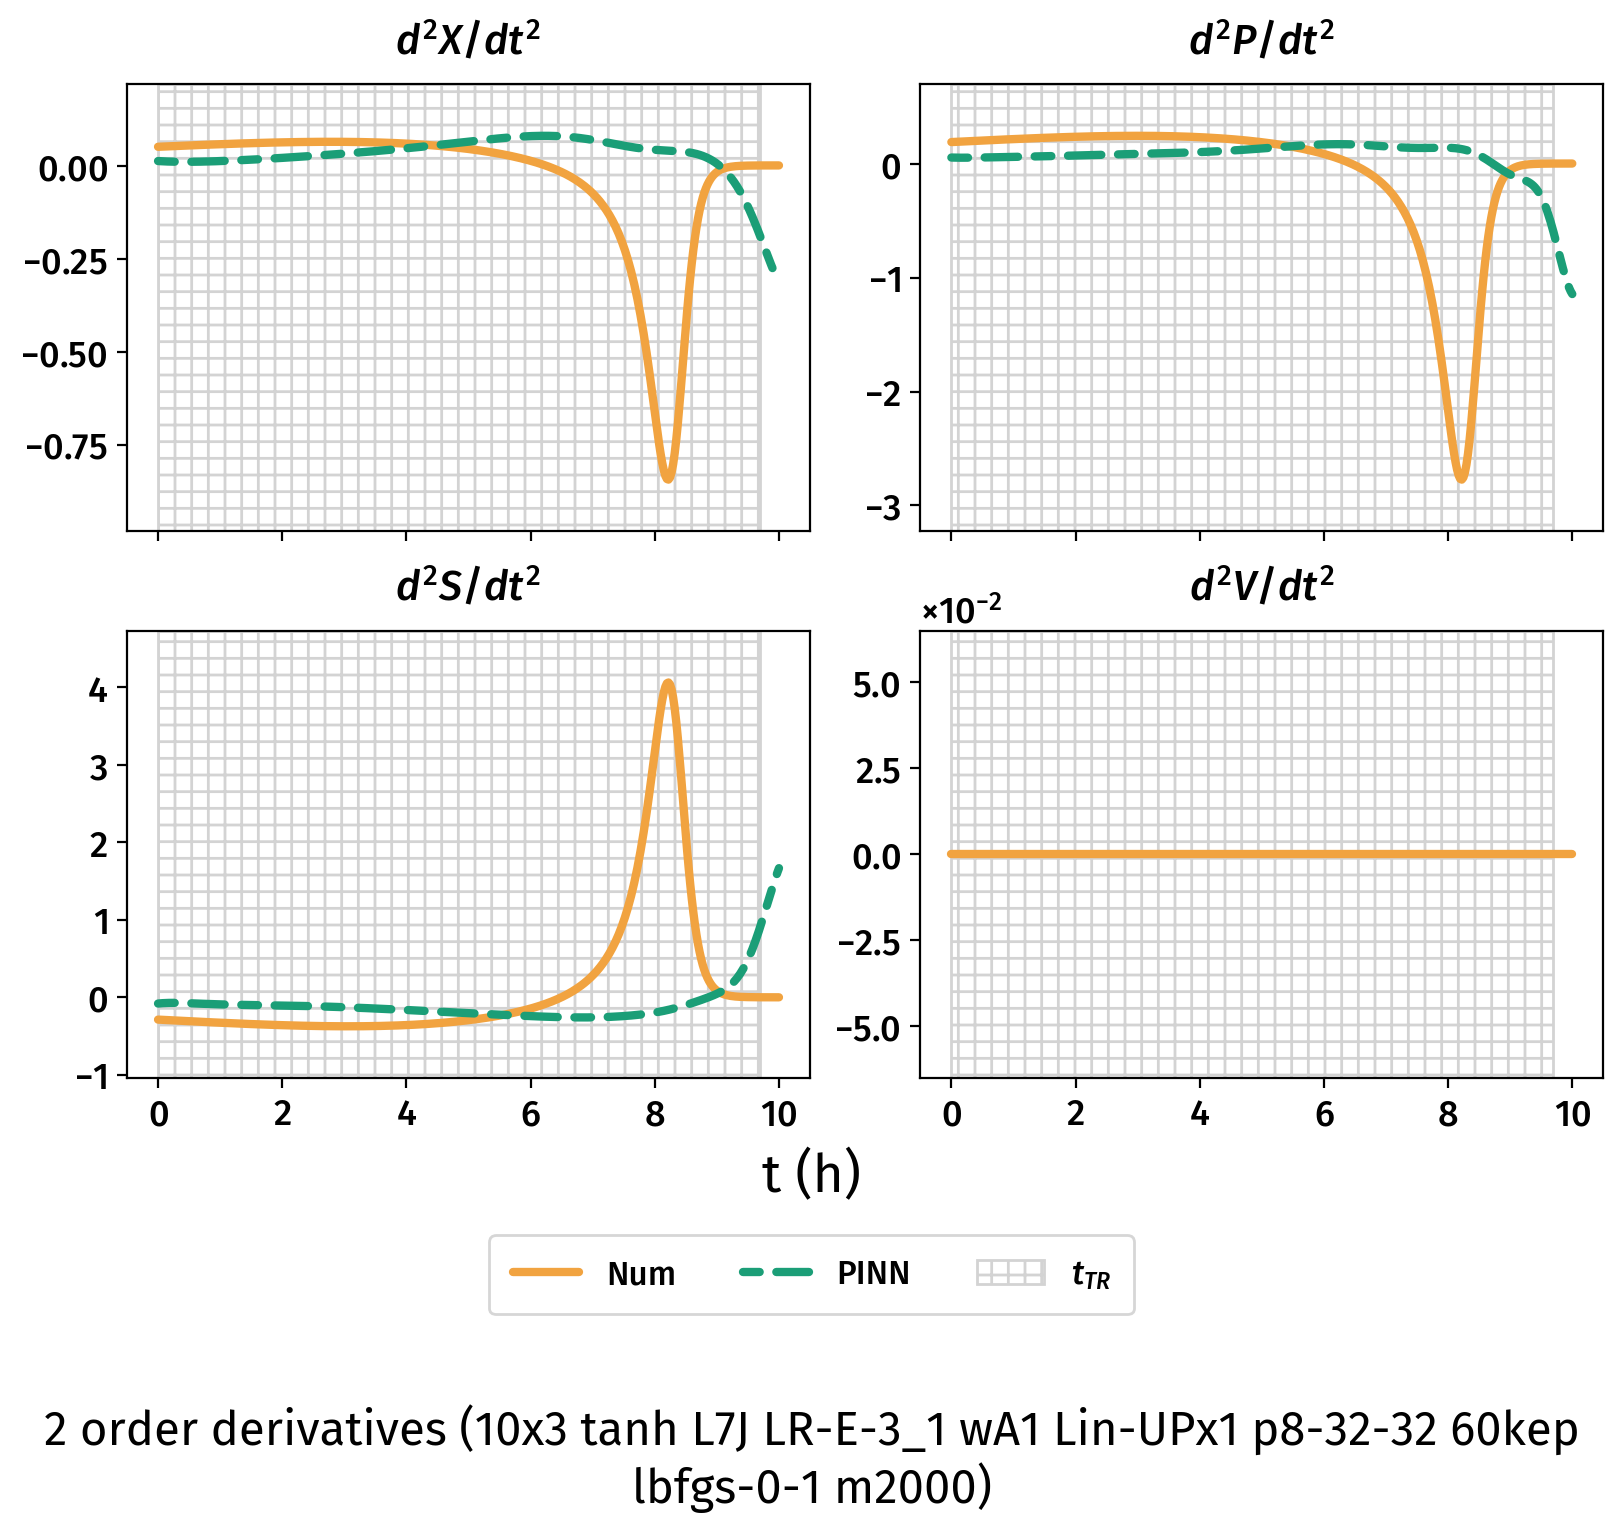 d²X/dt²
d²P/dt²
0.00
−0.25
−0.50
−0.75
0
−1
−2
−3
d²S/dt²
d²V/dt²
×10⁻²
4
3
2
1
0
−1
5.0
2.5
0.0
−2.5
−5.0
0 2 4 6 8 10
0 2 4 6 8 10
t (h)
Num PINN t_TR
2 order derivatives (10x3 tanh L7J LR-E-3_1 wA1 Lin-UPx1 p8-32-32 60kep
lbfgs-0-1 m2000)